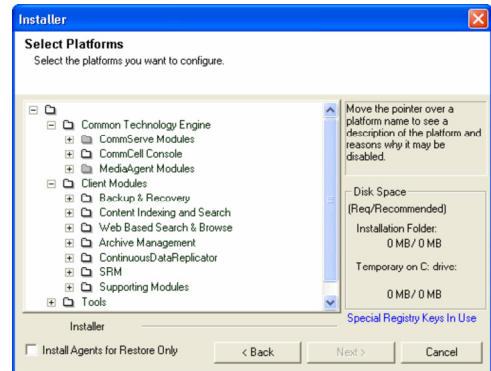 Installer
Select Platforms
Select the platforms you want to configure.
Common Technology Engine
CommServe Modules
CommCell Console
MediaAgent Modules
Client Modules
Backup & Recovery
Content Indexing and Search
Web Based Search & Browse
Archive Management
ContinuousDataReplicator
SRM
Supporting Modules
Tools
Move the pointer over a
platform name to see a
description of the platform and
reasons why it may be
disabled.
Disk Space
(Req/Recommended)
Installation Folder:
0 MB/ 0 MB
Temporary on C: drive:
0 MB/ 0 MB
Special Registry Keys In Use
Installer
Install Agents for Restore Only
< Back
Next >
Cancel